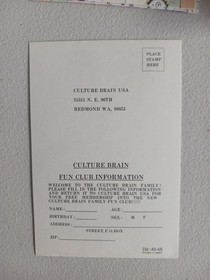 PLACE
STAMP
HERE
CULTURE BRAIN USA
15315 N. E. 90TH
REDMOND WA, 98052
CULTURE BRAIN
FUN CLUB INFORMATION
WELCOME TO THE CULTURE BRAIN FAMILY!
PLEASE FILL IN THE FOLLOWING INFORMATION
AND RETURN IT TO CULTURE BRAIN USA FOR
YOUR FREE MEMBERSHIP INTO THE NEW
CULTURE BRAIN FAMILY FUN CLUB!!!!
NAME: AGE:
BIRTHDAY: SEX: M F
ADDRESS:
STREET, P.O.BOX
ZIP: